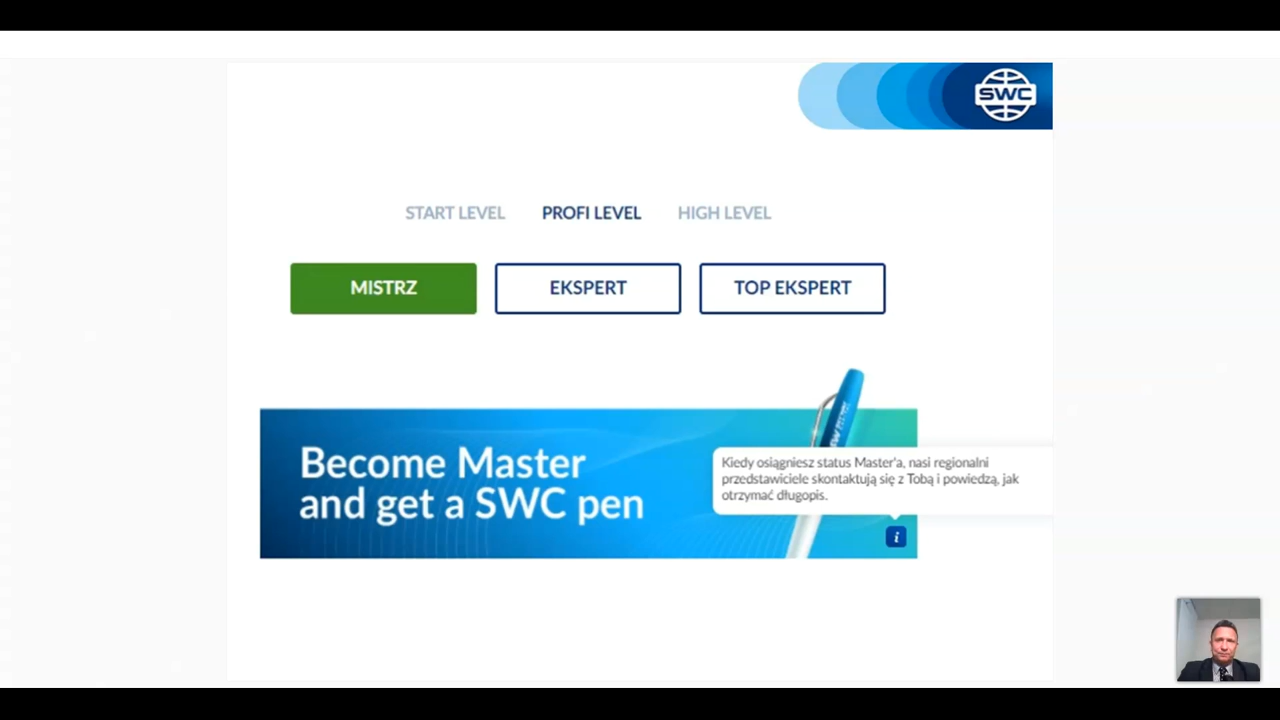 SWC
START LEVEL PROFI LEVEL HIGH LEVEL
MISTRZ EKSPERT TOP EKSPERT
Become Master
and get a SWC pen
Kiedy osiągniesz status Master'a, nasi regionalni
przedstawiciele skontaktują się z Tobą i powiedzą, jak
otrzymać długopis.
i